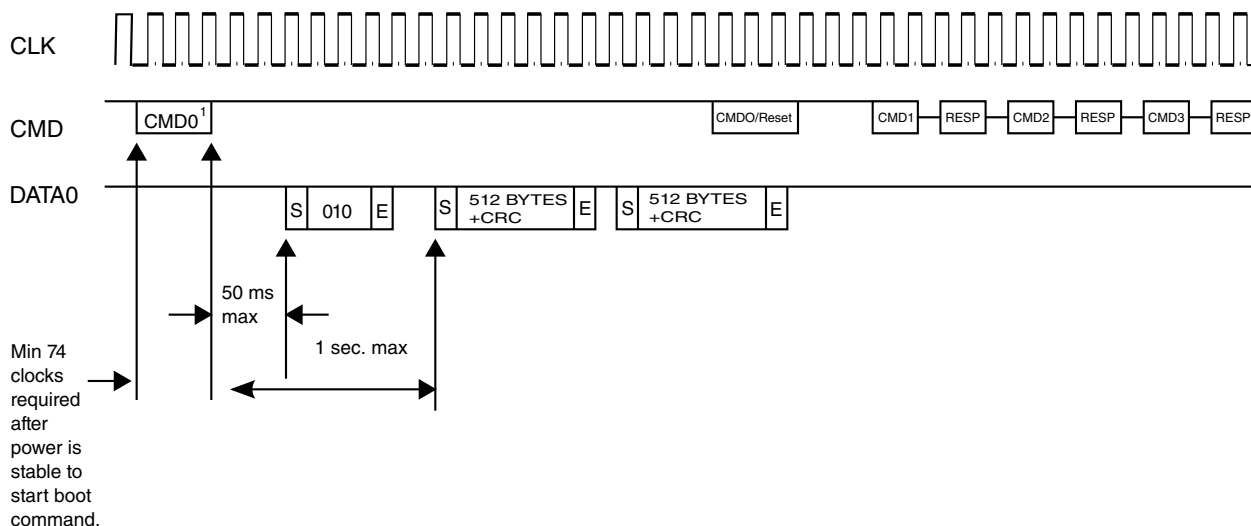 CLK
CMD
CMD0¹
CMDO/Reset
CMD1
RESP
CMD2
RESP
CMD3
RESP
DATA0
S
010
E
S
512 BYTES
+CRC
E
S
512 BYTES
+CRC
E
50 ms
max
1 sec. max
Min 74
clocks
required
after
power is
stable to
start boot
command.